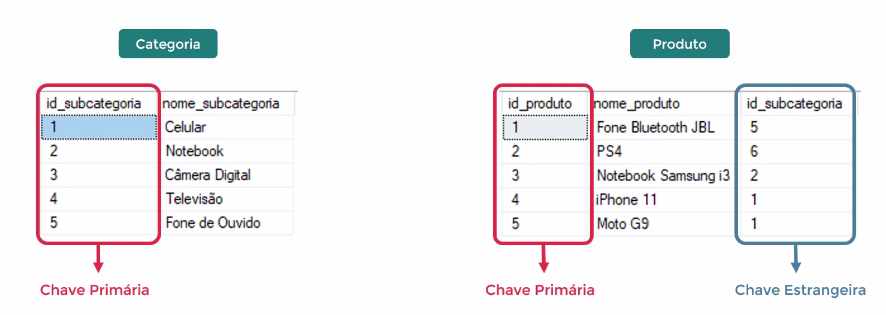 Categoria
id_subcategoria nome_subcategoria
1 Celular
2 Notebook
3 Câmera Digital
4 Televisão
5 Fone de Ouvido
Chave Primária
Produto
id_produto nome_produto id_subcategoria
1 Fone Bluetooth JBL 5
2 PS4 6
3 Notebook Samsung i3 2
4 iPhone 11 1
5 Moto G9 1
Chave Primária
Chave Estrangeira